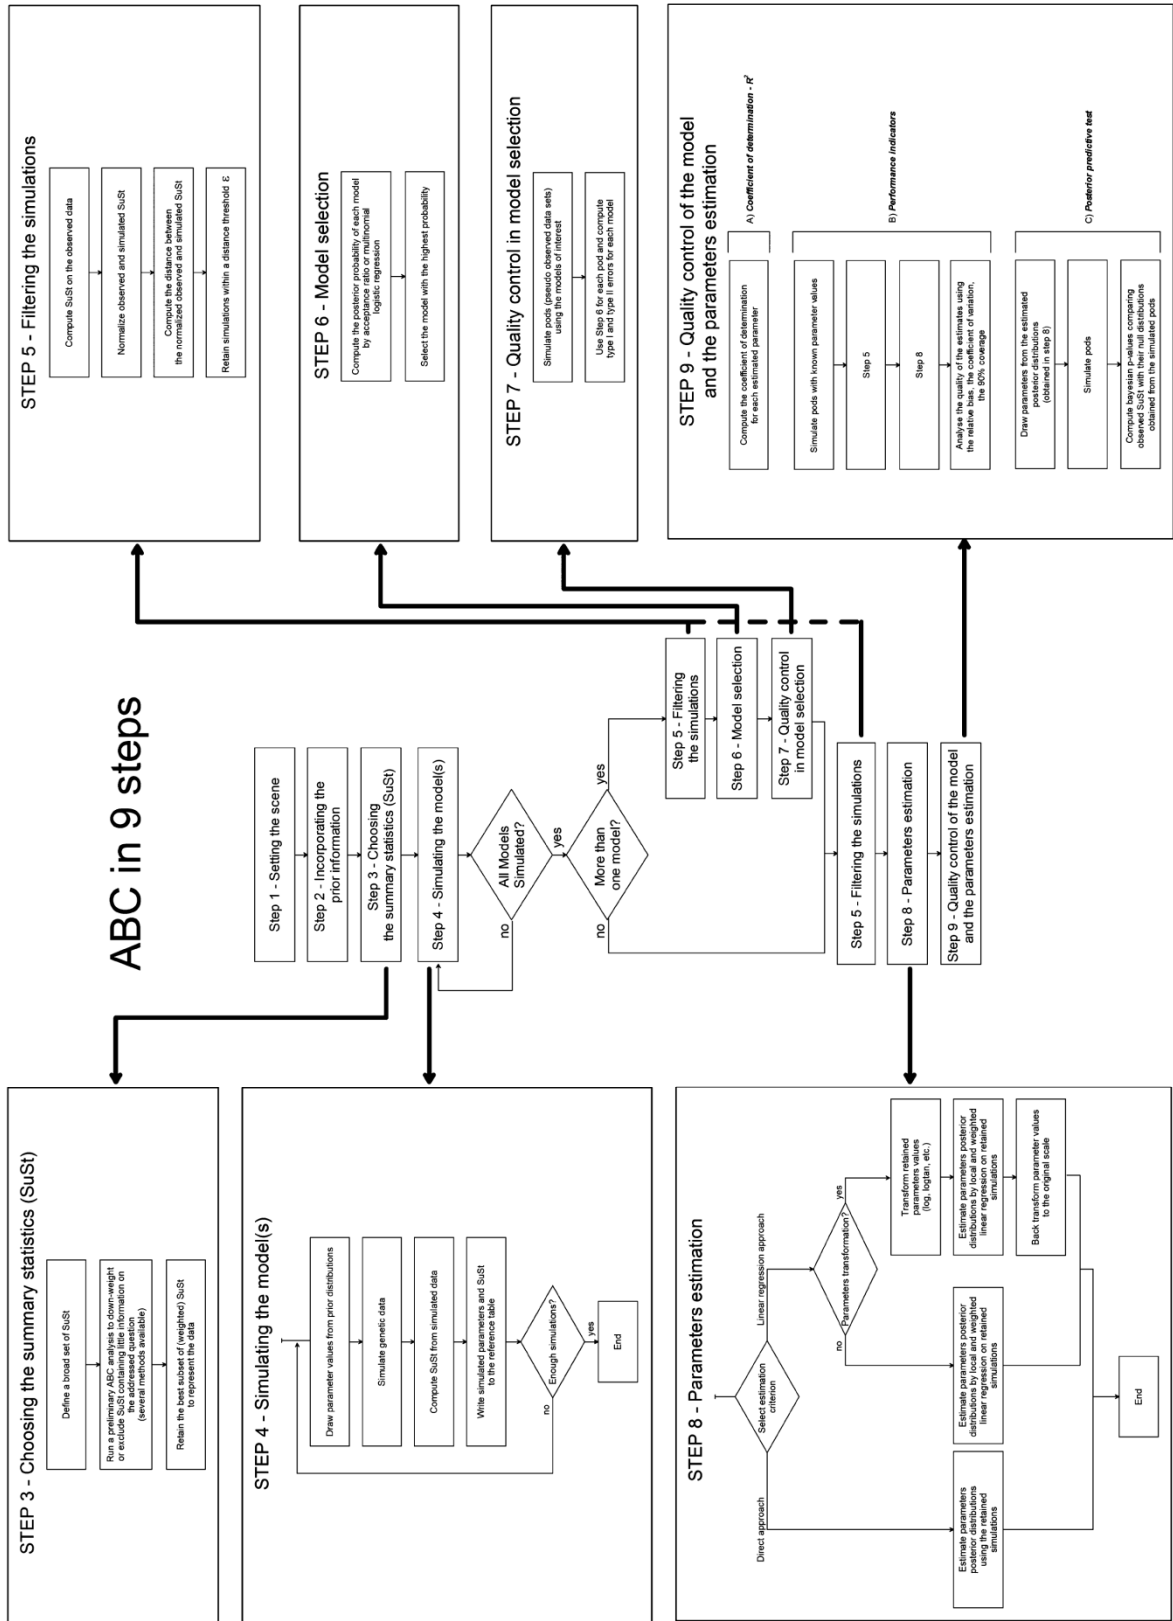 ABC in 9 steps
Step 1 - Setting the scene
Step 2 - Incorporating the
prior information
Step 3 - Choosing
the summary statistics (SuSt)
Step 4 - Simulating the model(s)
All Models
Simulated?
no
yes
More than
one model?
no
yes
Step 5 - Filtering
the simulations
Step 6 - Model selection
Step 7 - Quality control
in model selection
Step 5 - Filtering the simulations
Step 8 - Parameters estimation
Step 9 - Quality control of the model
and the parameters estimation
STEP 3 - Choosing the summary statistics (SuSt)
Define a broad set of SuSt
Run a preliminary ABC analysis to down-weight
or exclude SuSt containing little information on
the addressed question
(several methods available)
Retain the best subset of (weighted) SuSt
to represent the data
STEP 4 - Simulating the model(s)
Draw parameter values from prior distributions
Simulate genetic data
Compute SuSt from simulated data
Write simulated parameters and SuSt
to the reference table
Enough simulations?
no
yes
End
STEP 8 - Parameters estimation
Select estimation
criterion
Direct approach
Linear regression approach
Parameters transformation?
no
yes
Estimate parameters
posterior distributions
using the retained
simulations
Estimate parameters posterior
distributions by local and weighted
linear regression on retained
simulations
Transform retained
parameters values
(log, logtan, etc.)
Estimate parameters posterior
distributions by local and weighted
linear regression on retained
simulations
Back transform parameter values
to the original scale
End
STEP 5 - Filtering the simulations
Compute SuSt on the observed data
Normalize observed and simulated SuSt
Compute the distance between
the normalized observed and simulated SuSt
Retain simulations within a distance threshold ε
STEP 6 - Model selection
Compute the posterior probability of each model
by acceptance ratio or multinomial
logistic regression
Select the model with the highest probability
STEP 7 - Quality control in model selection
Simulate pods (pseudo observed data sets)
using the models of interest
Use Step 6 for each pod and compute
type I and type II errors for each model
STEP 9 - Quality control of the model
and the parameters estimation
Compute the coefficient of determination
for each estimated parameter
A) Coefficient of determination - R²
Simulate pods with known parameter values
Step 5
Step 8
Analyse the quality of the estimates using
the relative bias, the coefficient of variation,
the 90% coverage
B) Performance indicators
Draw parameters from the estimated
posterior distributions
(obtained in step 8)
Simulate pods
Compute bayesian p-values comparing
observed SuSt with their null distributions
obtained from the simulated pods
C) Posterior predictive test